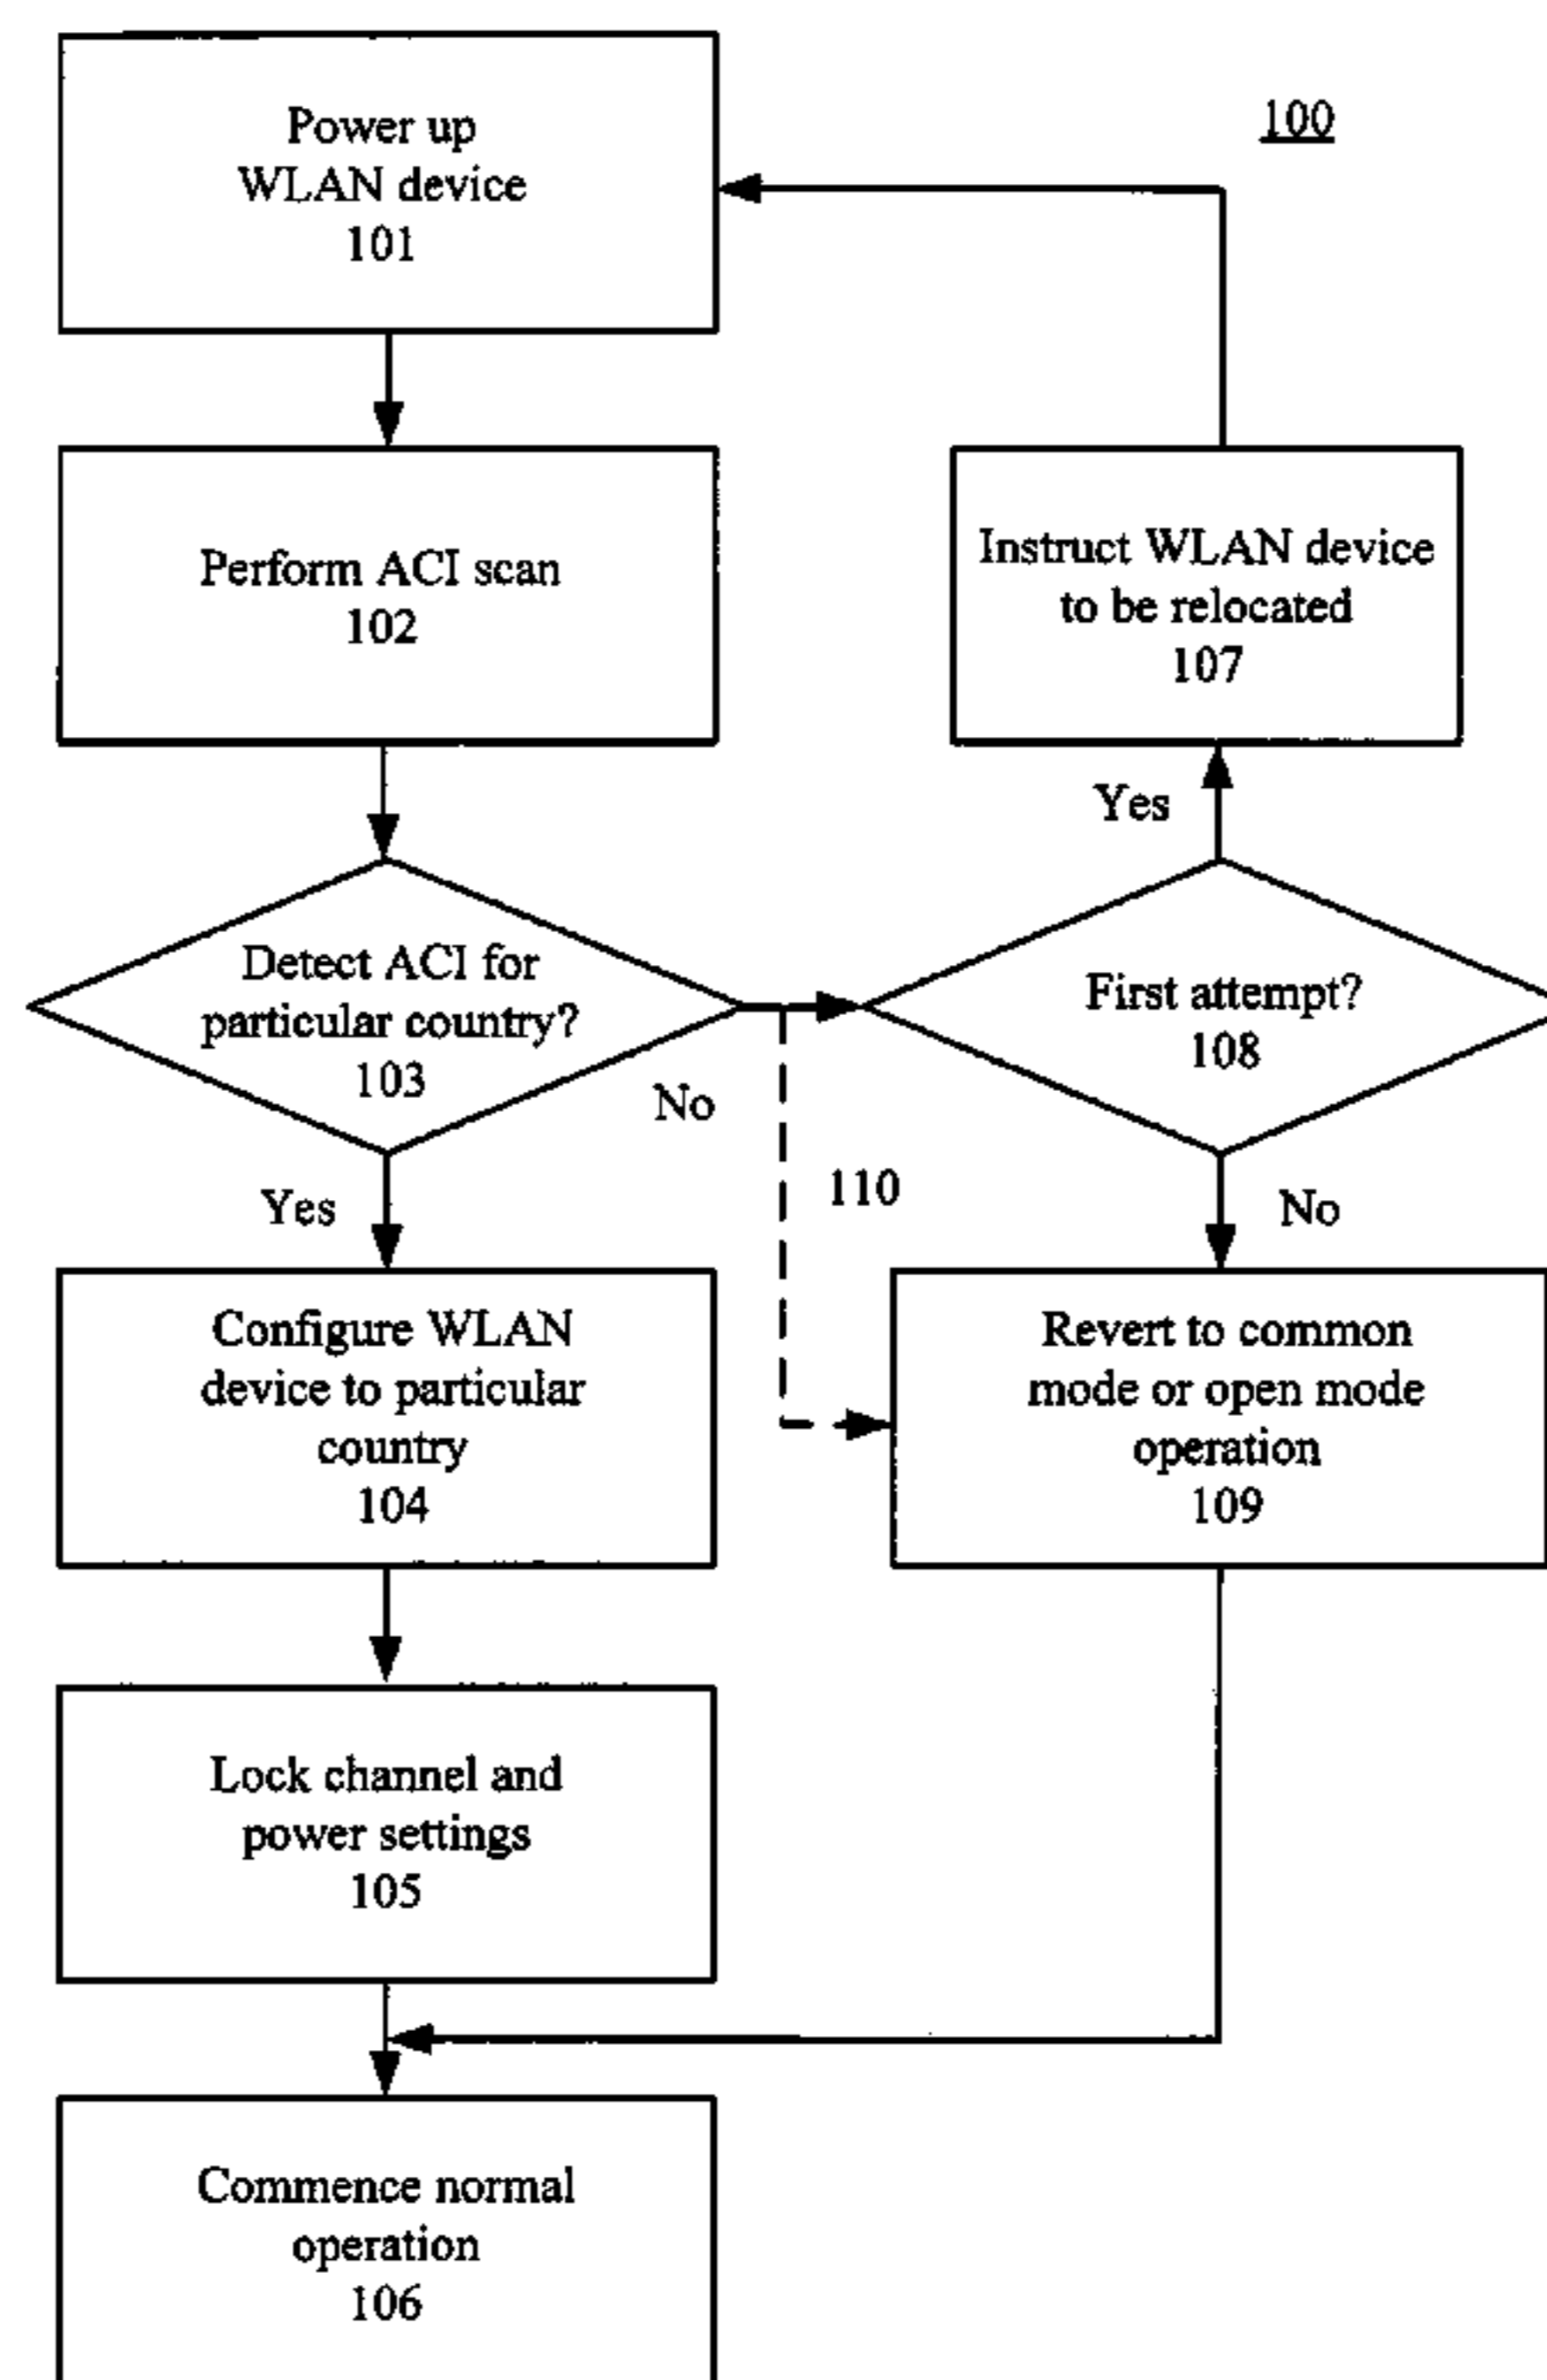 Power up
WLAN device
101
100
Perform ACI scan
102
Instruct WLAN device
to be relocated
107
Yes
Detect ACI for
particular country?
103
First attempt?
108
No
Yes
110
No
Configure WLAN
device to particular
country
104
Revert to common
mode or open mode
operation
109
Lock channel and
power settings
105
Commence normal
operation
106